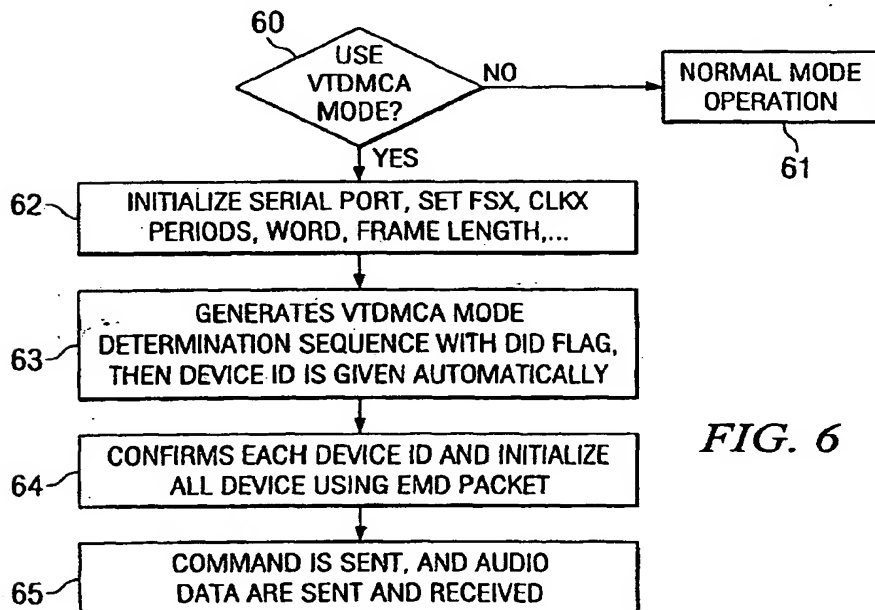 60
USE
VTDMCA
MODE?
NO
NORMAL MODE
OPERATION
61
YES
62
INITIALIZE SERIAL PORT, SET FSX, CLKX
PERIODS, WORD, FRAME LENGTH,...
63
GENERATES VTDMCA MODE
DETERMINATION SEQUENCE WITH DID FLAG,
THEN DEVICE ID IS GIVEN AUTOMATICALLY
FIG. 6
64
CONFIRMS EACH DEVICE ID AND INITIALIZE
ALL DEVICE USING EMD PACKET
65
COMMAND IS SENT, AND AUDIO
DATA ARE SENT AND RECEIVED